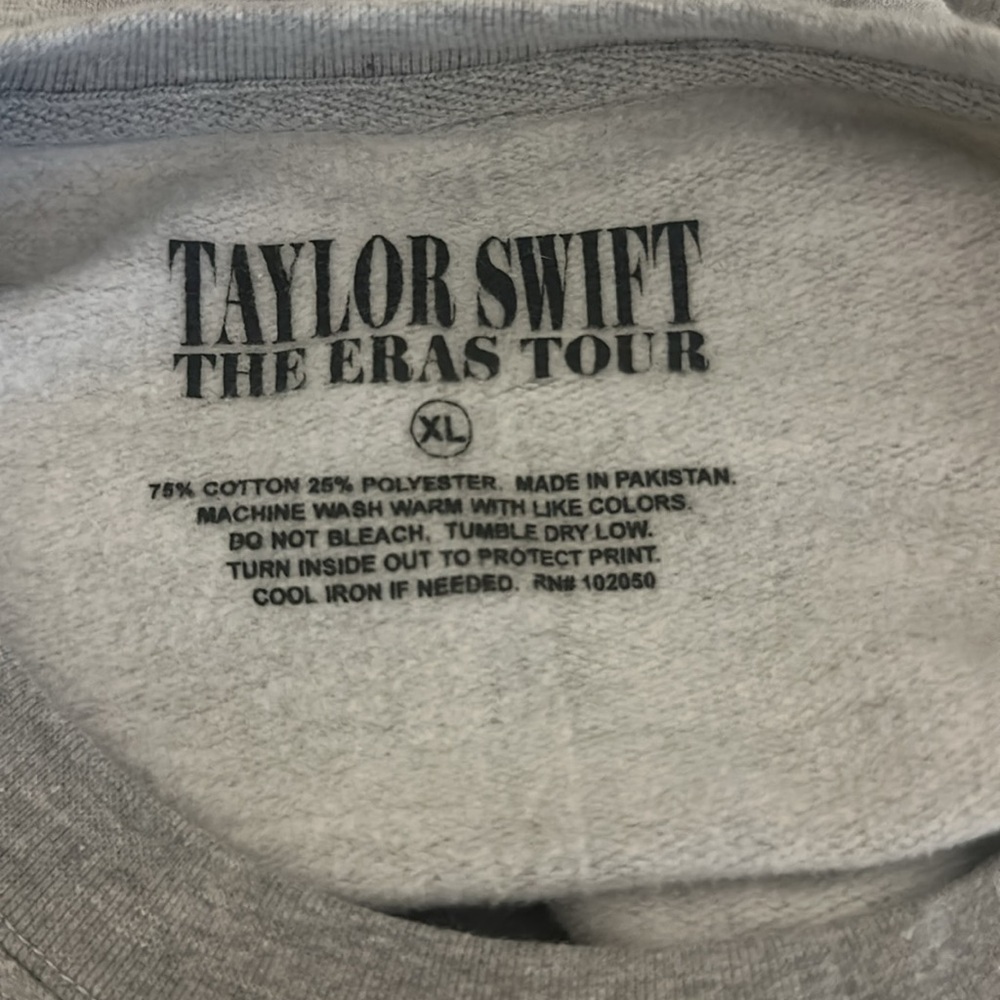 TAYLOR SWIFT
THE ERAS TOUR
XL
75% COTTON 25% POLYESTER. MADE IN PAKISTAN.
MACHINE WASH WARM WITH LIKE COLORS.
DO NOT BLEACH. TUMBLE DRY LOW.
TURN INSIDE OUT TO PROTECT PRINT.
COOL IRON IF NEEDED. RN# 102050